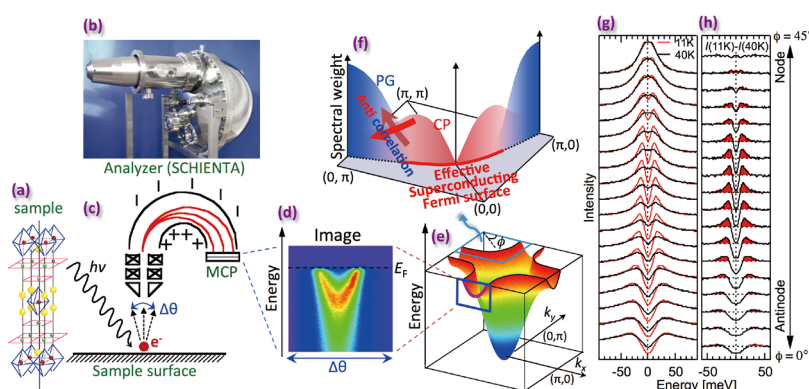 (b)
Analyzer (SCHIENTA)
(a)
sample
(c)
hν
Δθ
e-
Sample surface
MCP
(d)
Image
Energy
E_F
Δθ
(f)
Spectral weight
PG
(π, π)
CP
Anti correlation
(0, π)
(π,0)
(0,0)
Effective
Superconducting
Fermi surface
(e)
ϕ
Energy
k_y
(0,π)
k_x
(π,0)
(g)
11K
40K
Intensity
-50
0
50
Energy [meV]
(h)
I(11K)-I(40K)
-50
0
50
ϕ = 45°
Node
Antinode
ϕ = 0°